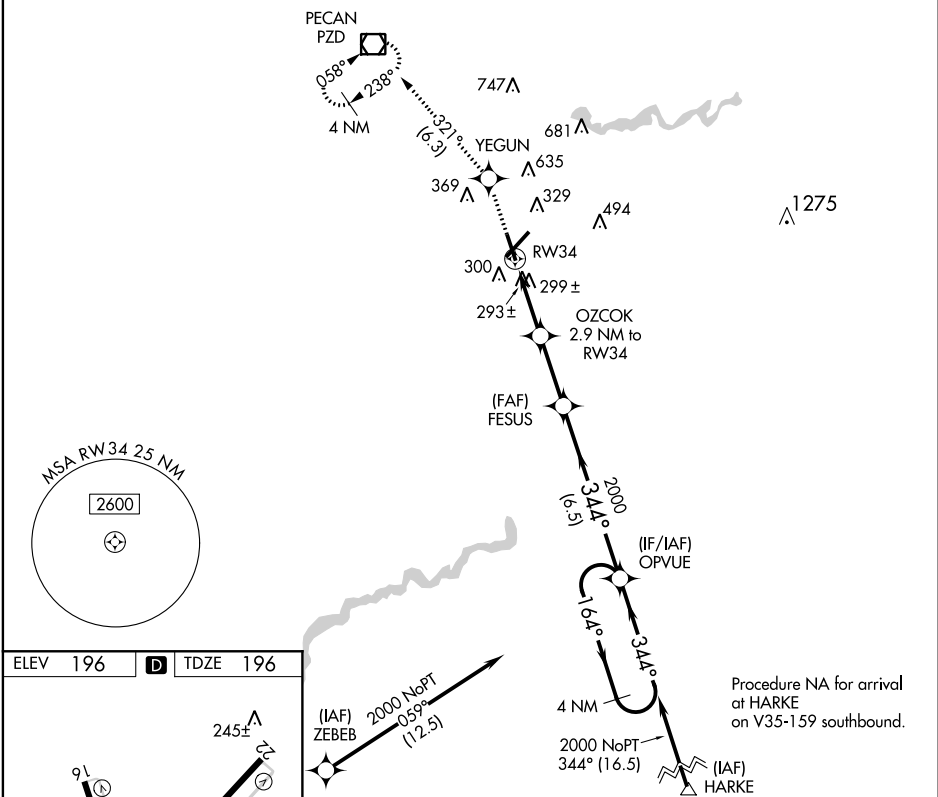 PECAN
PZD
058°
238°
4 NM
321°
(6.3)
747
681
YEGUN
635
369
329
494
1275
RW34
300
299±
293±
OZCOK
2.9 NM to
RW34
(FAF)
FESUS
MSA RW34 25 NM
2600
2000
344°
(6.5)
(IF/IAF)
OPVUE
164°
344°
4 NM
Procedure NA for arrival
at HARKE
on V35-159 southbound.
2000 NoPT
344° (16.5)
(IAF)
HARKE
ELEV 196 D TDZE 196
245±
22
16
V
V
(IAF)
ZEBEB
2000 NoPT
059°
(12.5)